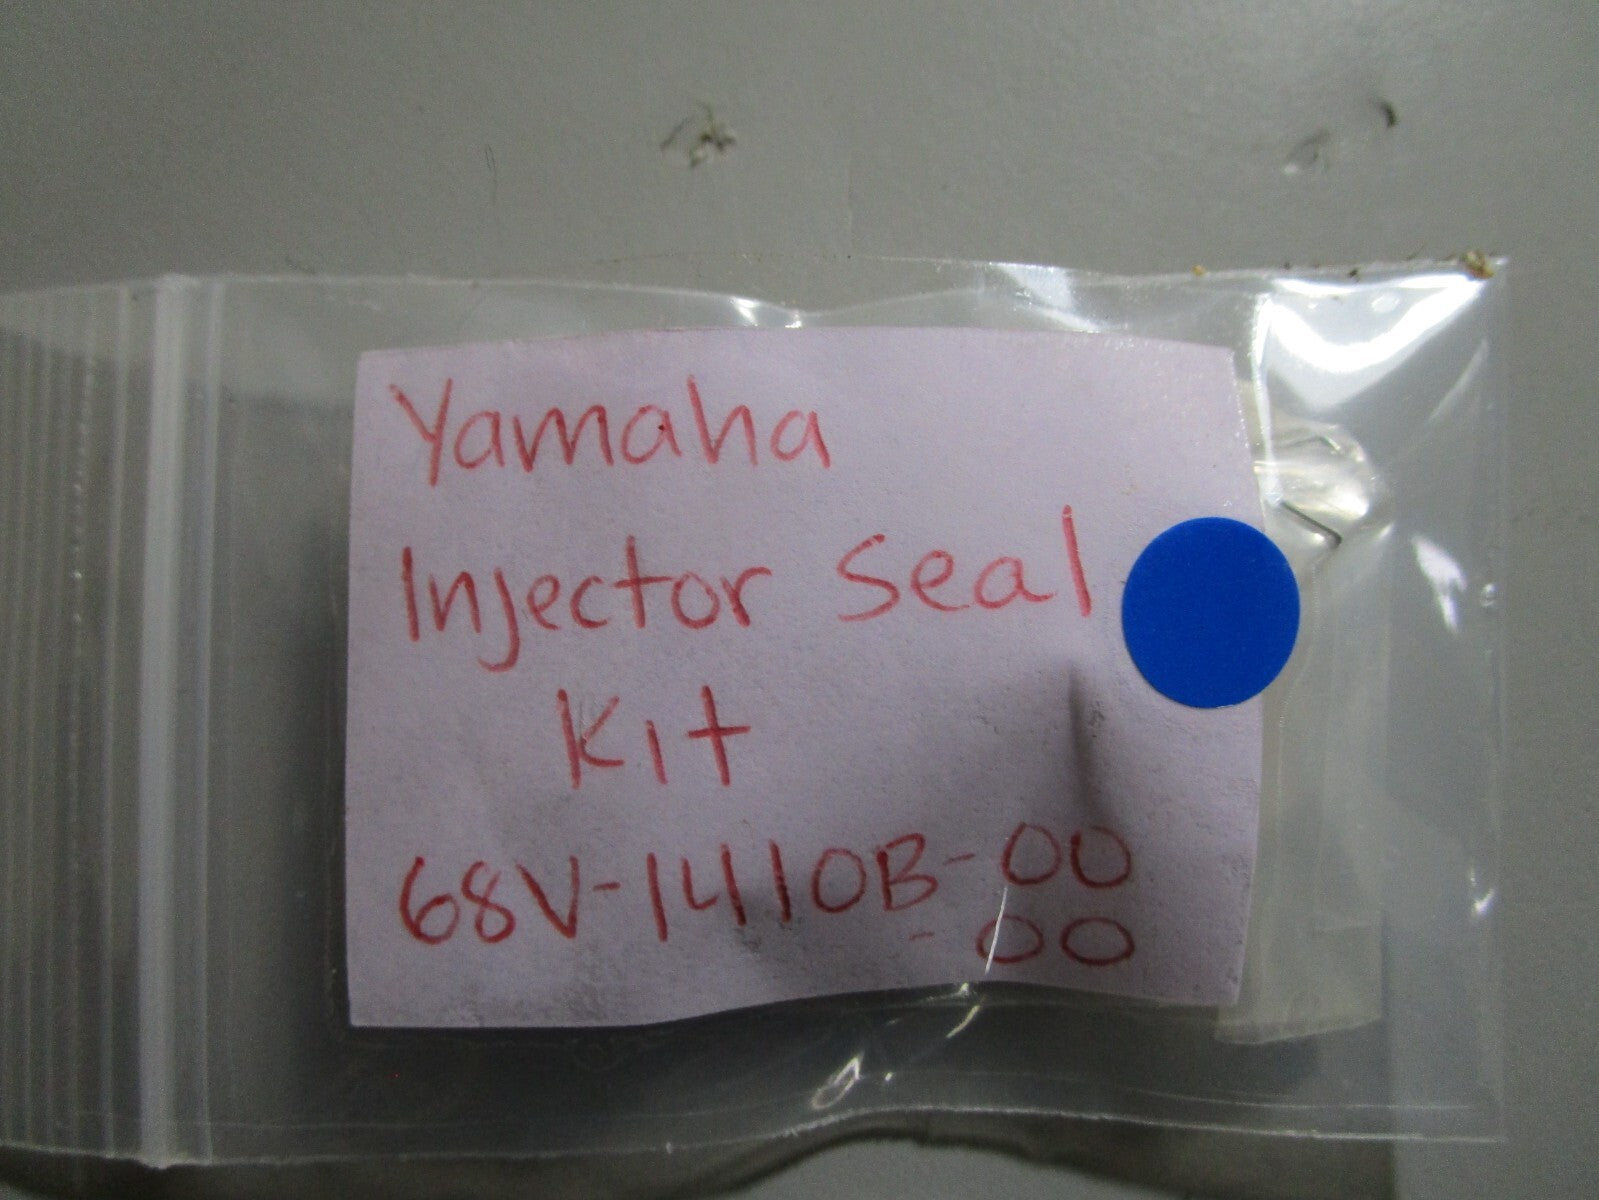 Yamaha
Injector Seal
Kit
68V-1410B-00
-00